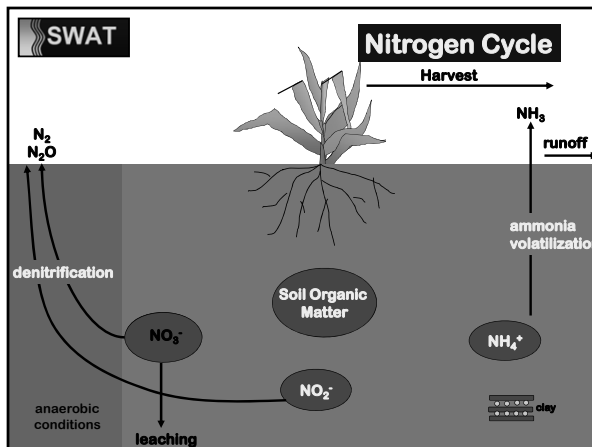 SWAT
Nitrogen Cycle
Harvest
NH₃
N₂
N₂O
runoff
ammonia
volatilization
denitrification
Soil Organic
Matter
NO₃⁻
NH₄⁺
NO₂⁻
clay
anaerobic
conditions
leaching